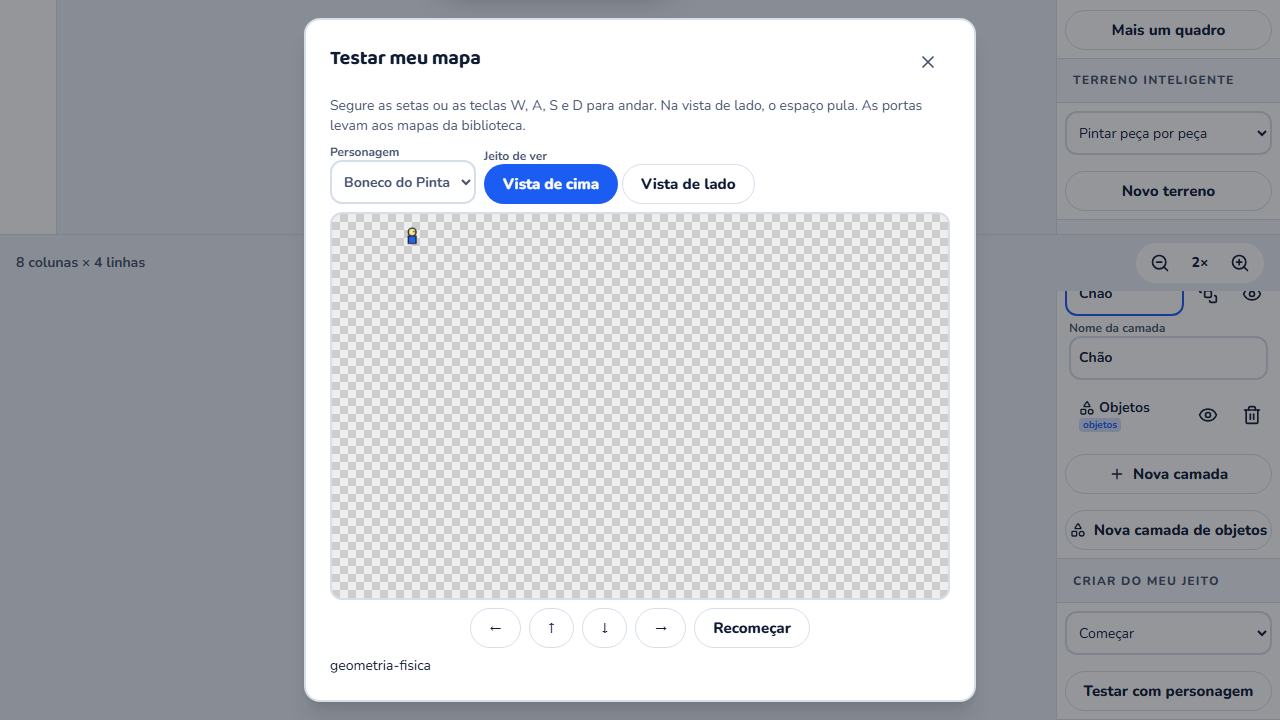 Mais um quadro
Testar meu mapa
TERRENO INTELIGENTE
Segure as setas ou as teclas W, A, S e D para andar. Na vista de lado, o espaço pula. As portas
levam aos mapas da biblioteca.
Pintar peça por peça
Personagem
Jeito de ver
Boneco do Pinta
Vista de cima
Vista de lado
Novo terreno
8 colunas × 4 linhas
2×
Chão
Nome da camada
Chão
Objetos
objetos
Nova camada
Nova camada de objetos
CRIAR DO MEU JEITO
← ↑ ↓ → Recomeçar
Começar
geometria-fisica
Testar com personagem